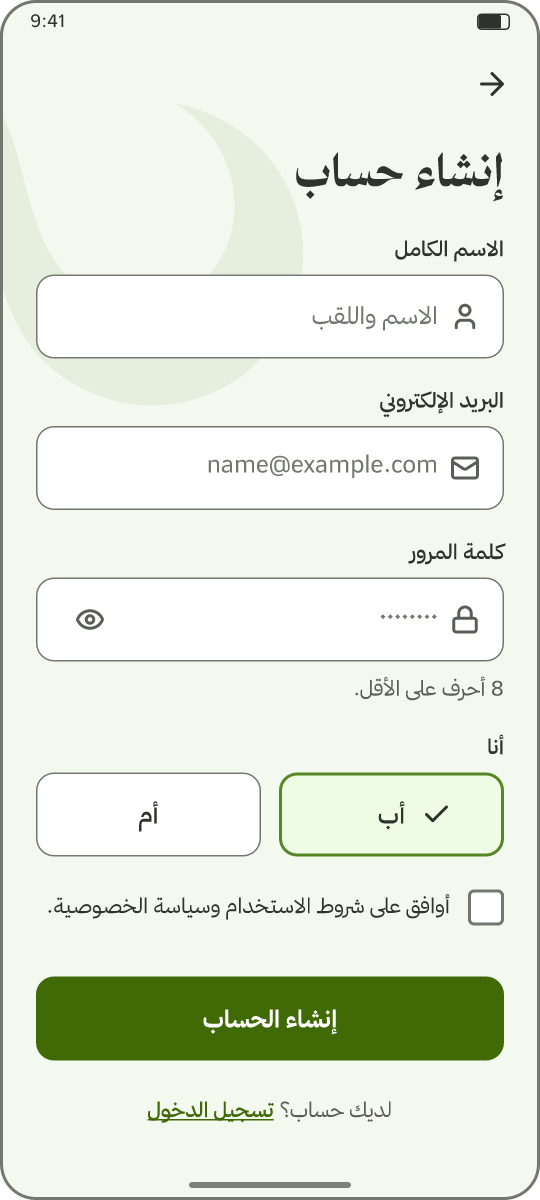 9:41
إنشاء حساب
الاسم الكامل
الاسم واللقب
البريد الإلكتروني
name@example.com
كلمة المرور
••••••••
8 أحرف على الأقل.
أنا
أب
أم
أوافق على شروط الاستخدام وسياسة الخصوصية.
إنشاء الحساب
لديك حساب؟ تسجيل الدخول